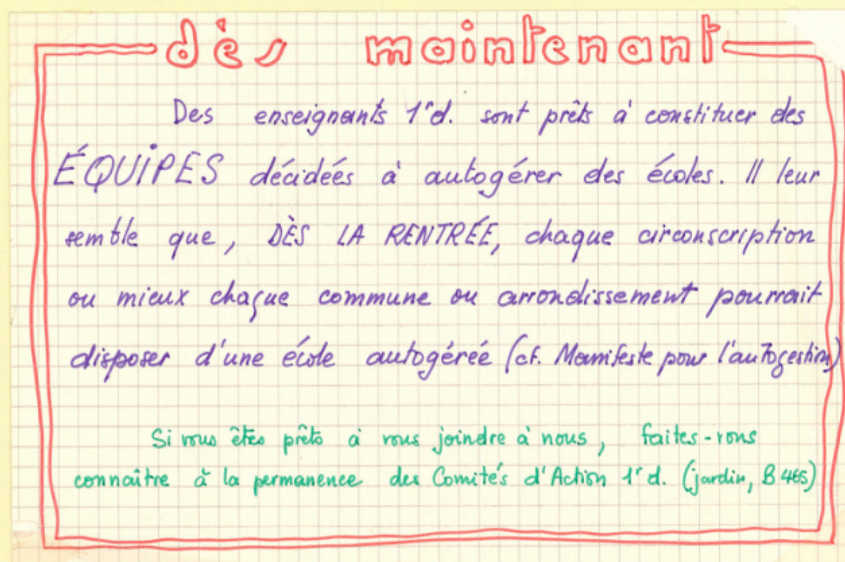 dès maintenant
Des enseignants 1er d. sont prêts à constituer des
ÉQUIPES décidées à autogérer des écoles. Il leur
semble que, DÈS LA RENTRÉE, chaque circonscription
ou mieux chaque commune ou arrondissement pourrait
disposer d'une école autogérée (cf. Manifeste pour l'autogestion)
Si vous êtes prêts à vous joindre à nous, faites-vous
connaître à la permanence des Comités d'Action 1er d. (jardin, B 465)